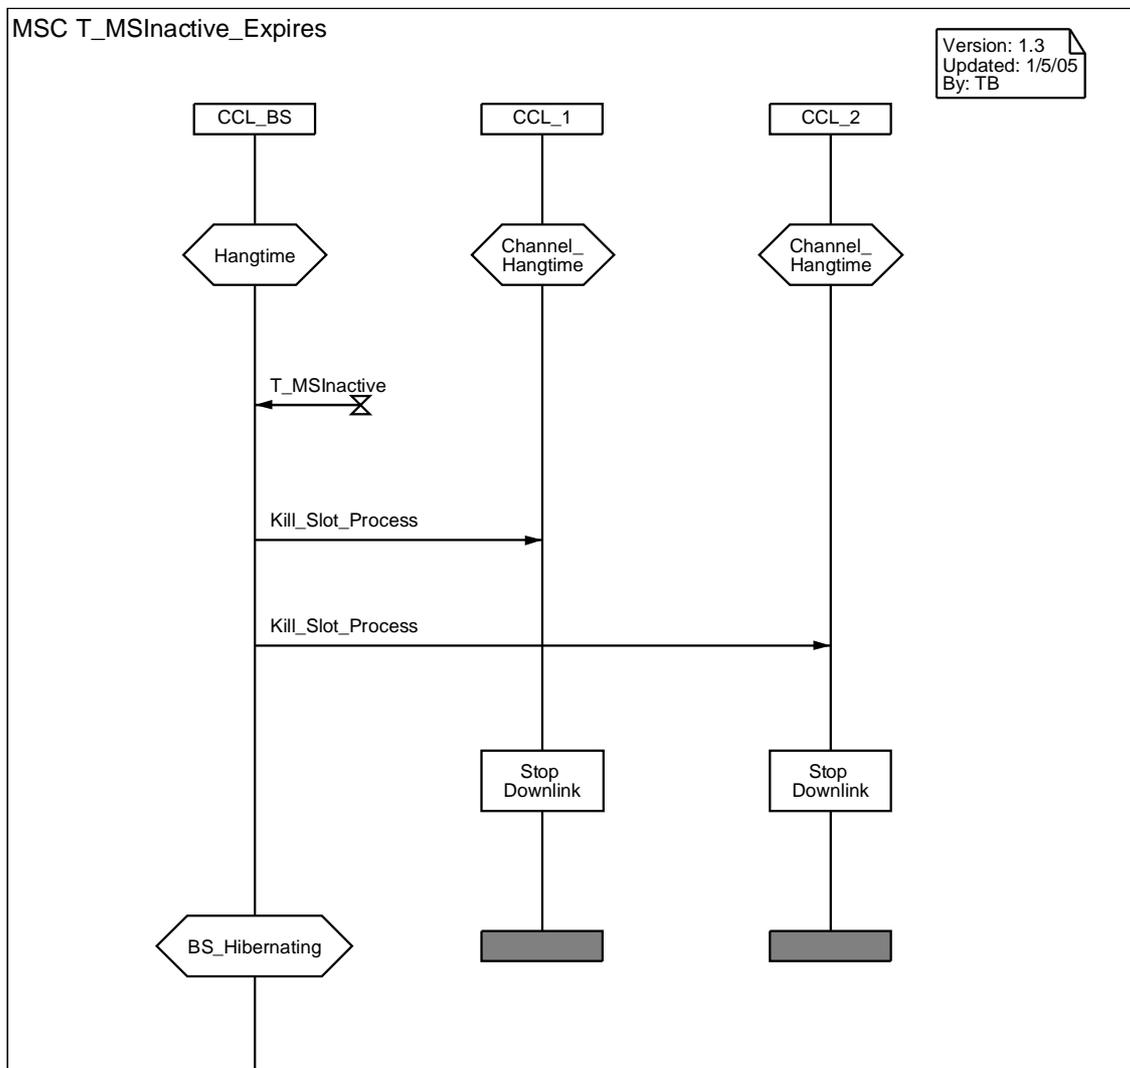 MSC T_MSInactive_Expires
Version: 1.3
Updated: 1/5/05
By: TB
CCL_BS
CCL_1
CCL_2
Hangtime
Channel_
Hangtime
Channel_
Hangtime
T_MSInactive
Kill_Slot_Process
Kill_Slot_Process
Stop
Downlink
Stop
Downlink
BS_Hibernating